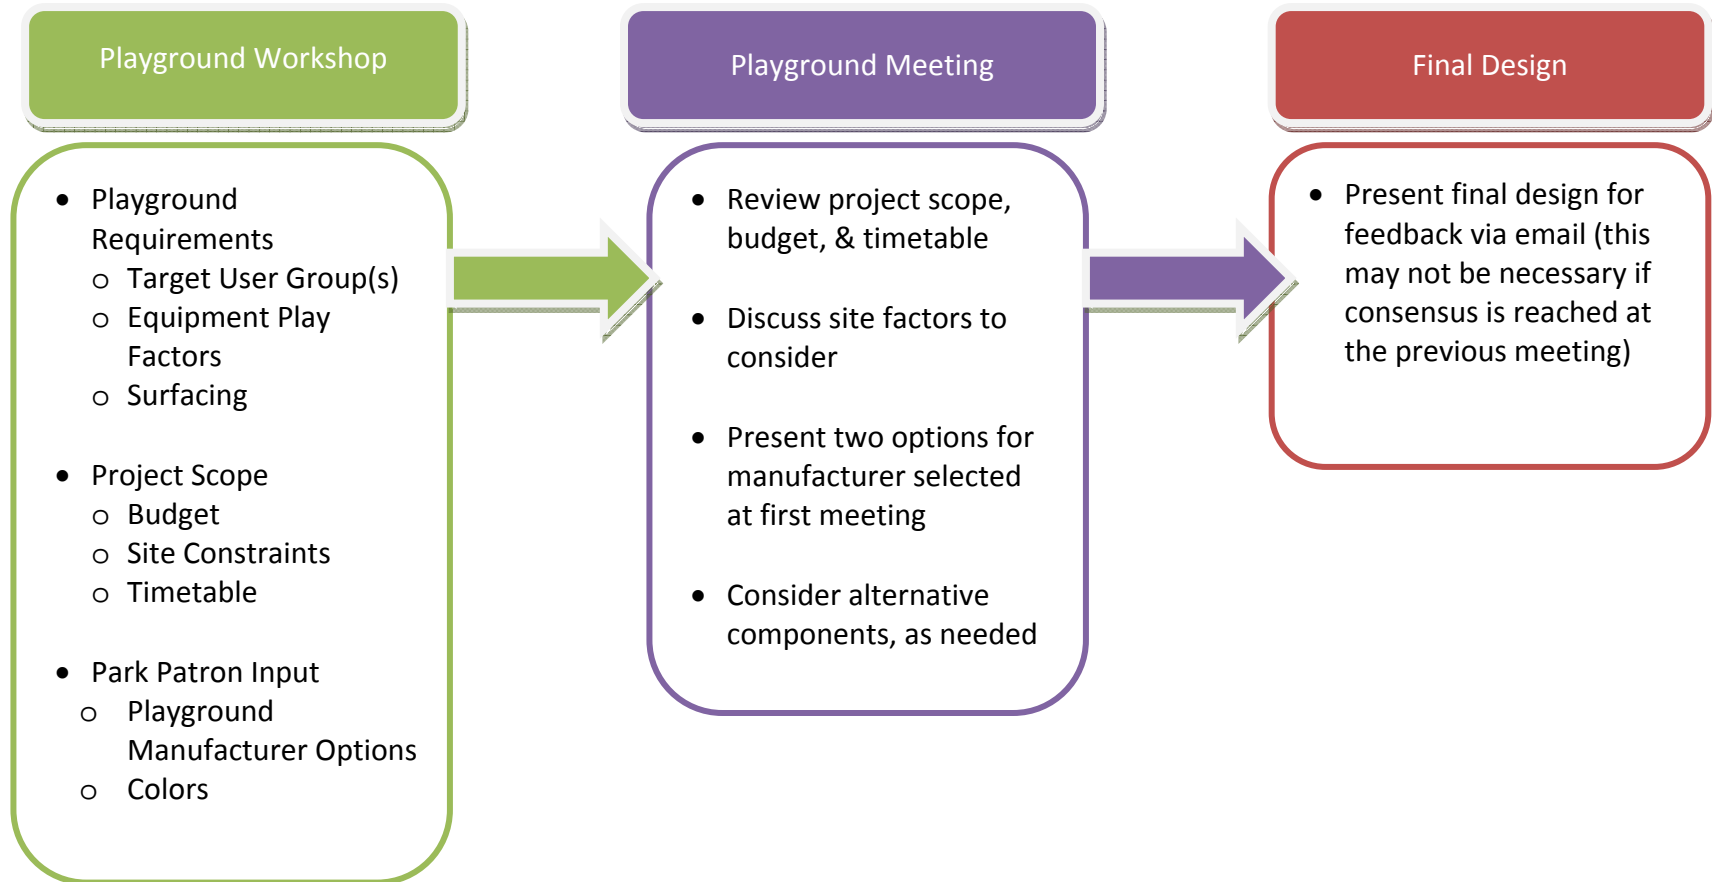 Playground Workshop
• Playground
Requirements
o Target User Group(s)
o Equipment Play
Factors
o Surfacing
• Project Scope
o Budget
o Site Constraints
o Timetable
• Park Patron Input
o Playground
Manufacturer Options
o Colors
Playground Meeting
• Review project scope,
budget, & timetable
• Discuss site factors to
consider
• Present two options for
manufacturer selected
at first meeting
• Consider alternative
components, as needed
Final Design
• Present final design for
feedback via email (this
may not be necessary if
consensus is reached at
the previous meeting)